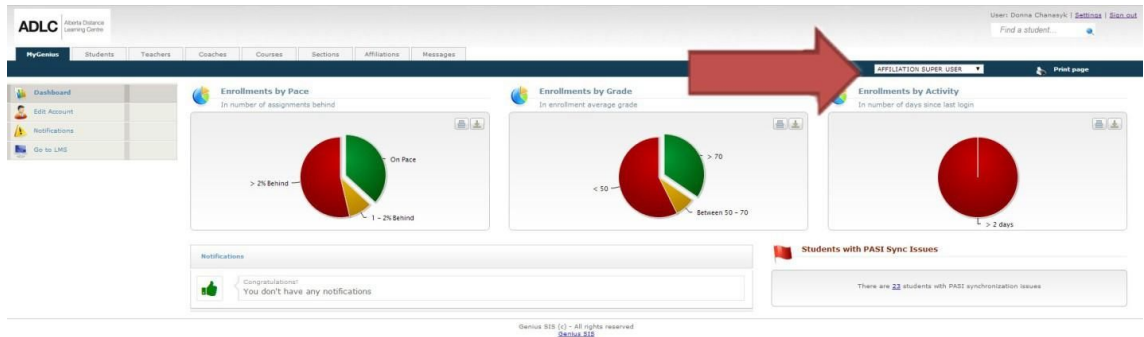 ADLC Alberta Distance
Learning Centre
User: Donna Chanasyk | Settings | Sign out
Find a student...
MyGenius Students Teachers Coaches Courses Sections Affiliations Messages
AFFILIATION SUPER USER Print page
Dashboard
Edit Account
Notifications
Go to LMS
Enrollments by Pace
In number of assignments behind
> 2% Behind
On Pace
1 - 2% Behind
Enrollments by Grade
In enrollment average grade
> 70
< 50
Between 50 - 70
Enrollments by Activity
In number of days since last login
> 2 days
Notifications
Congratulations!
You don't have any notifications
Students with PASI Sync Issues
There are 23 students with PASI synchronization issues
Genius SIS (c) - All rights reserved
Genius SIS